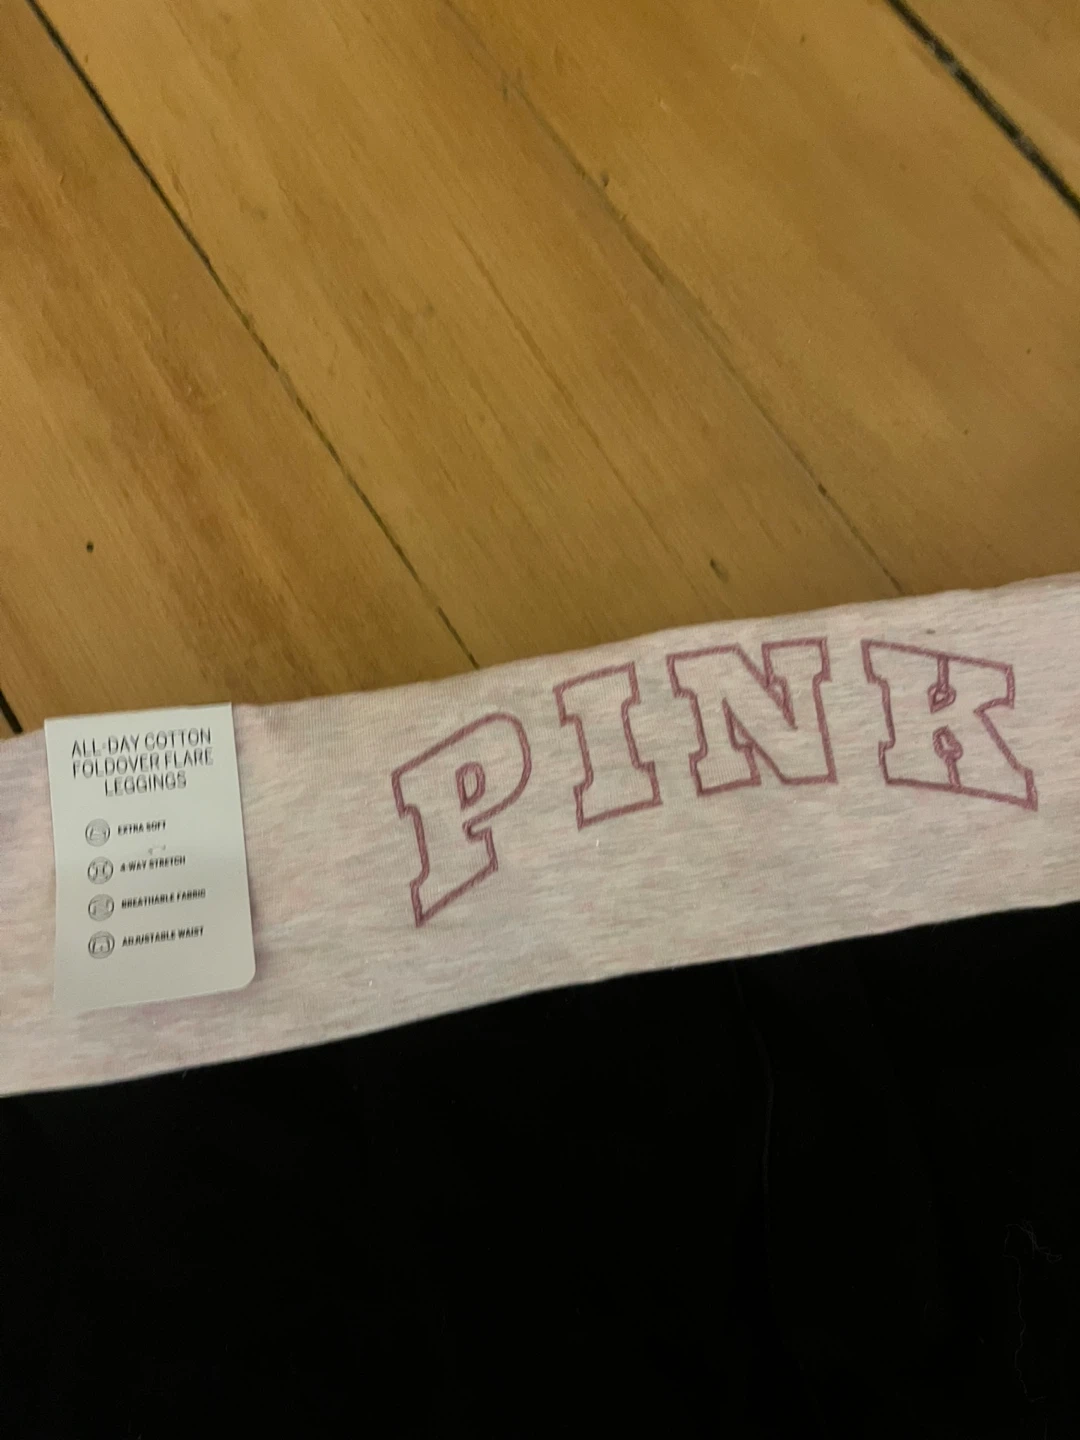 ALL-DAY COTTON
FOLDOVER FLARE
LEGGINGS
EXTRA SOFT
4-WAY STRETCH
BREATHABLE FABRIC
ADJUSTABLE WAIST
PINK